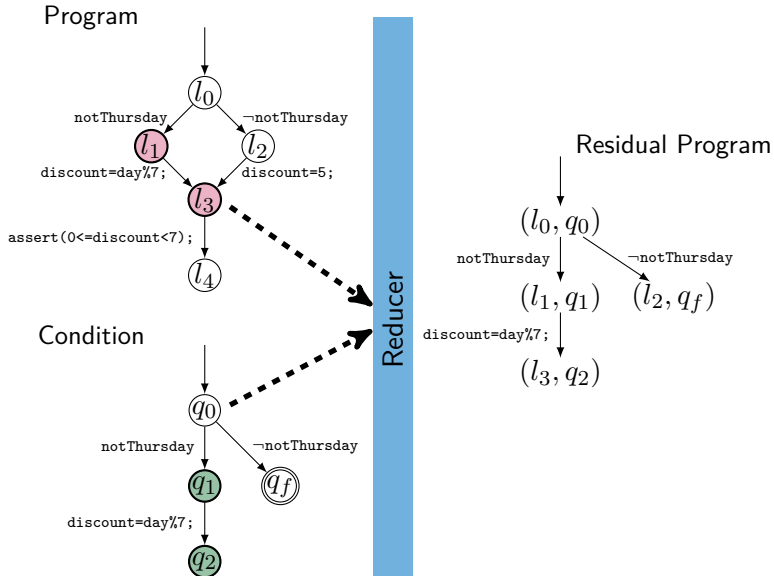 Program
l₀
notThursday
¬notThursday
l₁
l₂
discount=day%7;
discount=5;
l₃
assert(0<=discount<7);
l₄
Condition
q₀
notThursday
¬notThursday
q₁
q_f
discount=day%7;
q₂
Reducer
Residual Program
(l₀, q₀)
notThursday
¬notThursday
(l₁, q₁)
(l₂, q_f)
discount=day%7;
(l₃, q₂)